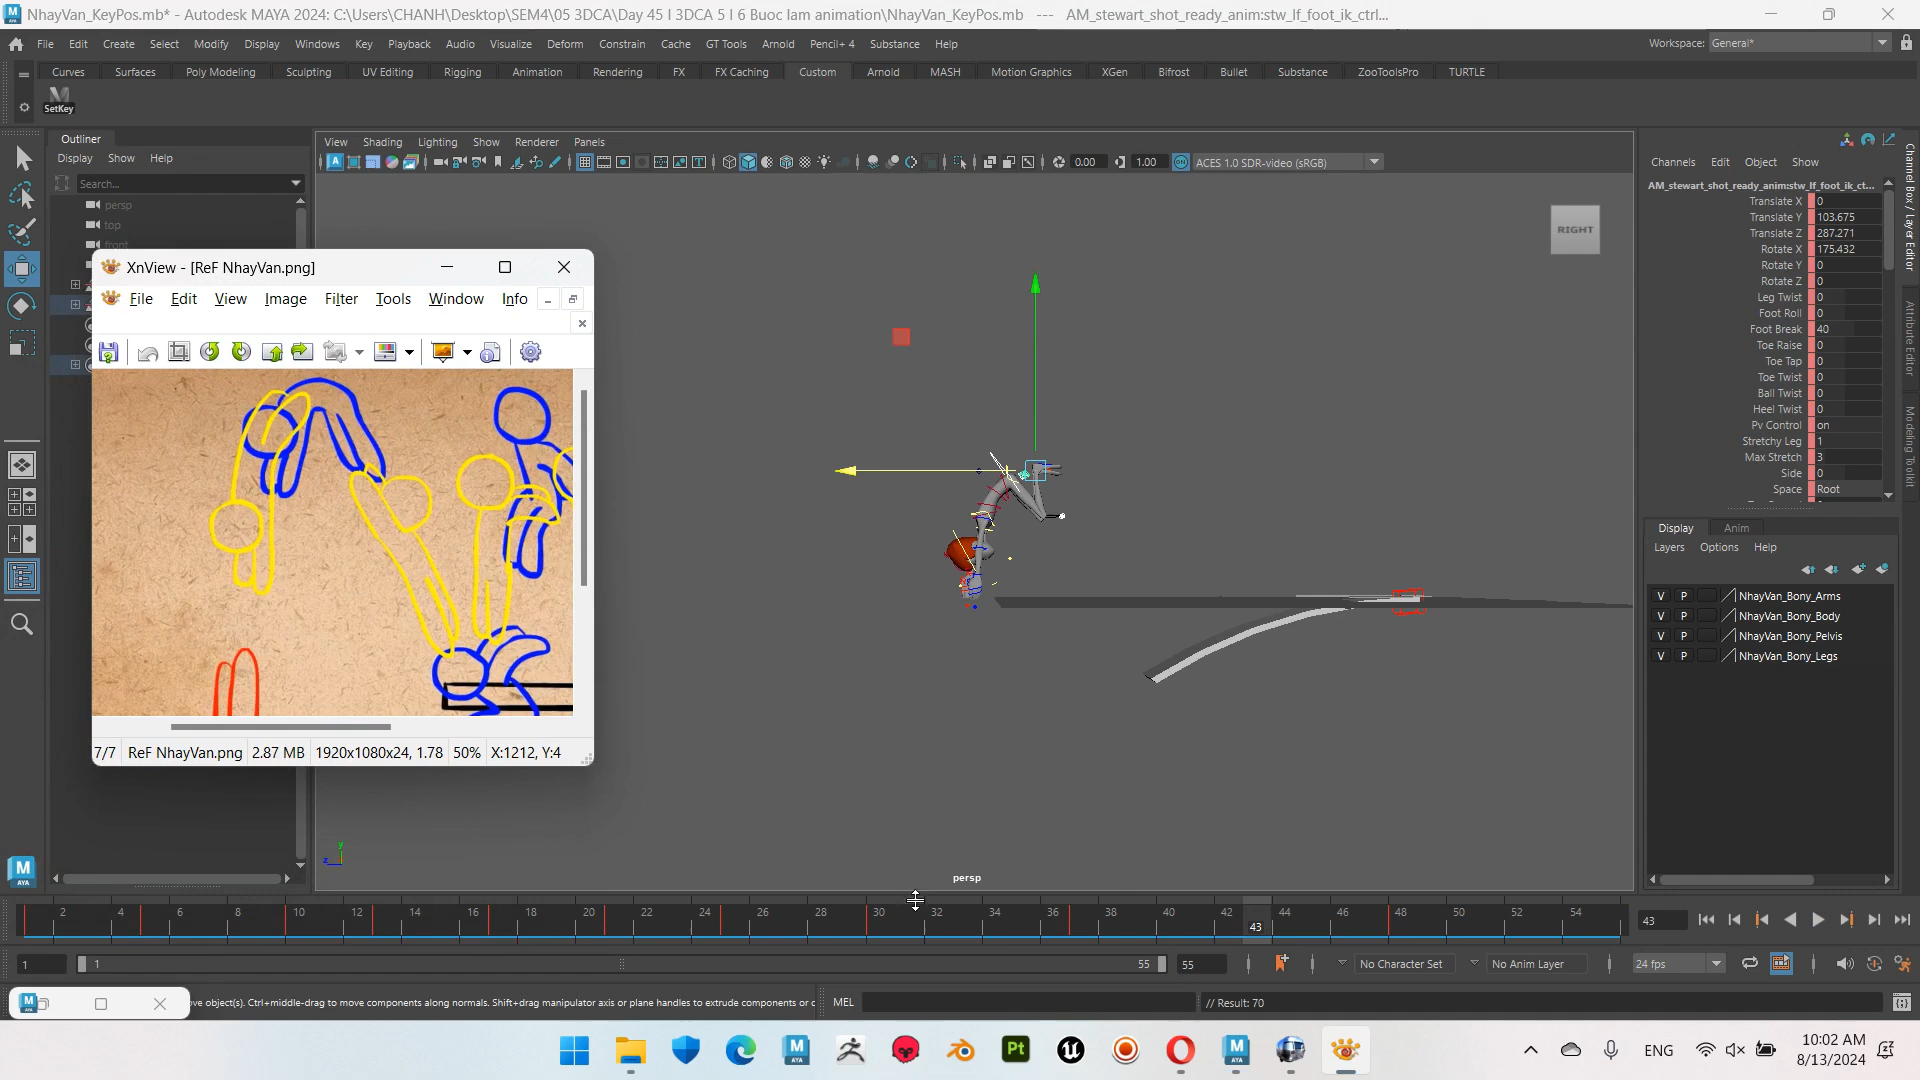 NhayVan_KeyPos.mb* - Autodesk MAYA 2024: C:\Users\CHANH\Desktop\SEM4\05 3DCA\Day 45 I 3DCA 5 I 6 Buoc lam animation\NhayVan_KeyPos.mb --- AM_stewart_shot_ready_anim:stw_lf_foot_ik_ctrl...
File Edit Create Select Modify Display Windows Key Playback Audio Visualize Deform Constrain Cache GT Tools Arnold Pencil+ 4 Substance Help
Workspace: General*
Curves Surfaces Poly Modeling Sculpting UV Editing Rigging Animation Rendering FX FX Caching Custom Arnold MASH Motion Graphics XGen Bifrost Bullet Substance ZooToolsPro TURTLE
SetKey
Outliner
Display Show Help
Search...
persp
top
front
View Shading Lighting Show Renderer Panels
0.00 1.00 ON ACES 1.0 SDR-video (sRGB)
RIGHT
persp
XnView - [ReF NhayVan.png]
File Edit View Image Filter Tools Window Info
7/7 ReF NhayVan.png 2.87 MB 1920x1080x24, 1.78 50% X:1212, Y:4
Channels Edit Object Show
AM_stewart_shot_ready_anim:stw_lf_foot_ik_ct...
Translate X 0
Translate Y 103.675
Translate Z 287.271
Rotate X 175.432
Rotate Y 0
Rotate Z 0
Leg Twist 0
Foot Roll 0
Foot Break 40
Toe Raise 0
Toe Tap 0
Toe Twist 0
Ball Twist 0
Heel Twist 0
Pv Control on
Stretchy Leg 1
Max Stretch 3
Side 0
Space Root
Channel Box / Layer Editor
Attribute Editor
Modeling Toolkit
Display Anim
Layers Options Help
V P NhayVan_Bony_Arms
V P NhayVan_Bony_Body
V P NhayVan_Bony_Pelvis
V P NhayVan_Bony_Legs
2 4 6 8 10 12 14 16 18 20 22 24 26 28 30 32 34 36 38 40 42 44 46 48 50 52 54
43
43
1 1 55 55 No Character Set No Anim Layer 24 fps
ve object(s). Ctrl+middle-drag to move components along normals. Shift+drag manipulator axis or plane handles to extrude components or c
MEL // Result: 70
ENG 10:02 AM
8/13/2024